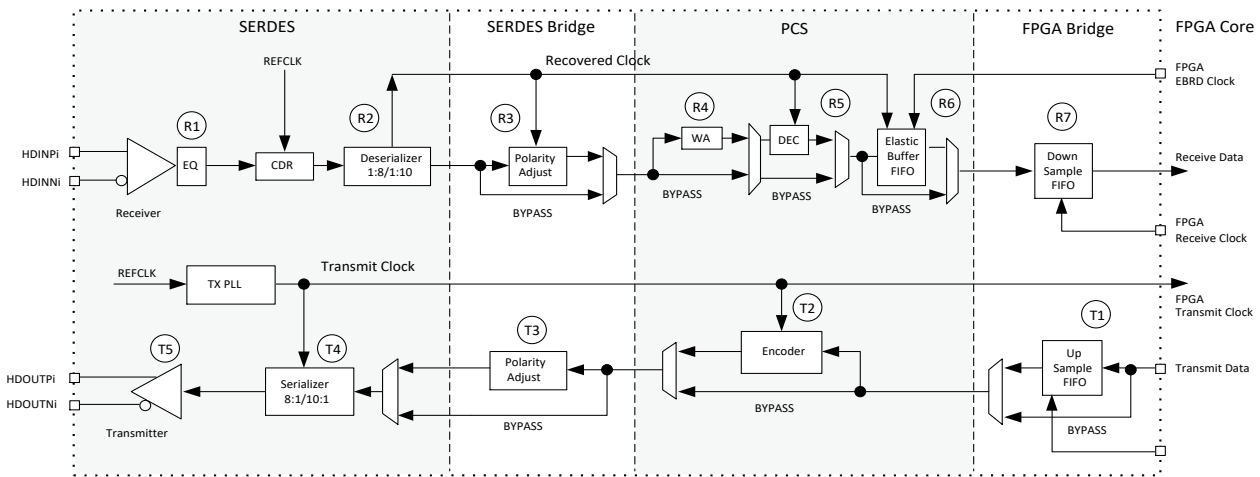 SERDES
SERDES Bridge
PCS
FPGA Bridge
FPGA Core
REFCLK
Recovered Clock
FPGA
EBRD Clock
R1
R2
R3
R4
R5
R6
R7
HDINPi
HDINNi
EQ
CDR
Deserializer
1:8/1:10
Polarity
Adjust
WA
DEC
Elastic
Buffer
FIFO
Down
Sample
FIFO
Receive Data
Receiver
BYPASS
BYPASS
BYPASS
BYPASS
FPGA
Receive Clock
REFCLK
TX PLL
Transmit Clock
FPGA
Transmit Clock
T5
T4
T3
T2
T1
HDOUTPi
HDOUTNi
Serializer
8:1/10:1
Polarity
Adjust
Encoder
Up
Sample
FIFO
Transmit Data
Transmitter
BYPASS
BYPASS
BYPASS